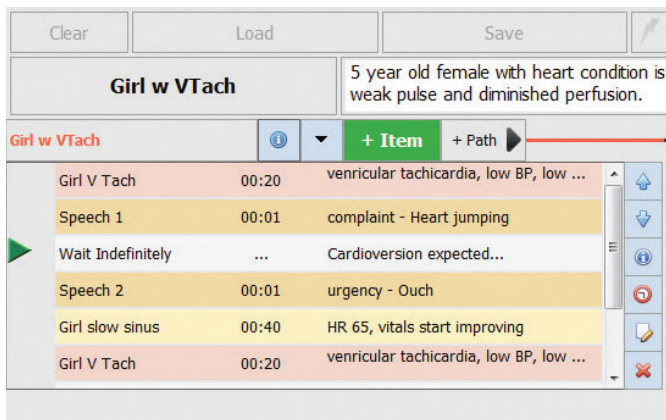 Clear Load Save
Girl w VTach
5 year old female with heart condition is
weak pulse and diminished perfusion.
Girl w VTach + Item + Path
Girl V Tach 00:20 venricular tachicardia, low BP, low ...
Speech 1 00:01 complaint - Heart jumping
Wait Indefinitely ... Cardioversion expected...
Speech 2 00:01 urgency - Ouch
Girl slow sinus 00:40 HR 65, vitals start improving
Girl V Tach 00:20 venricular tachicardia, low BP, low ...